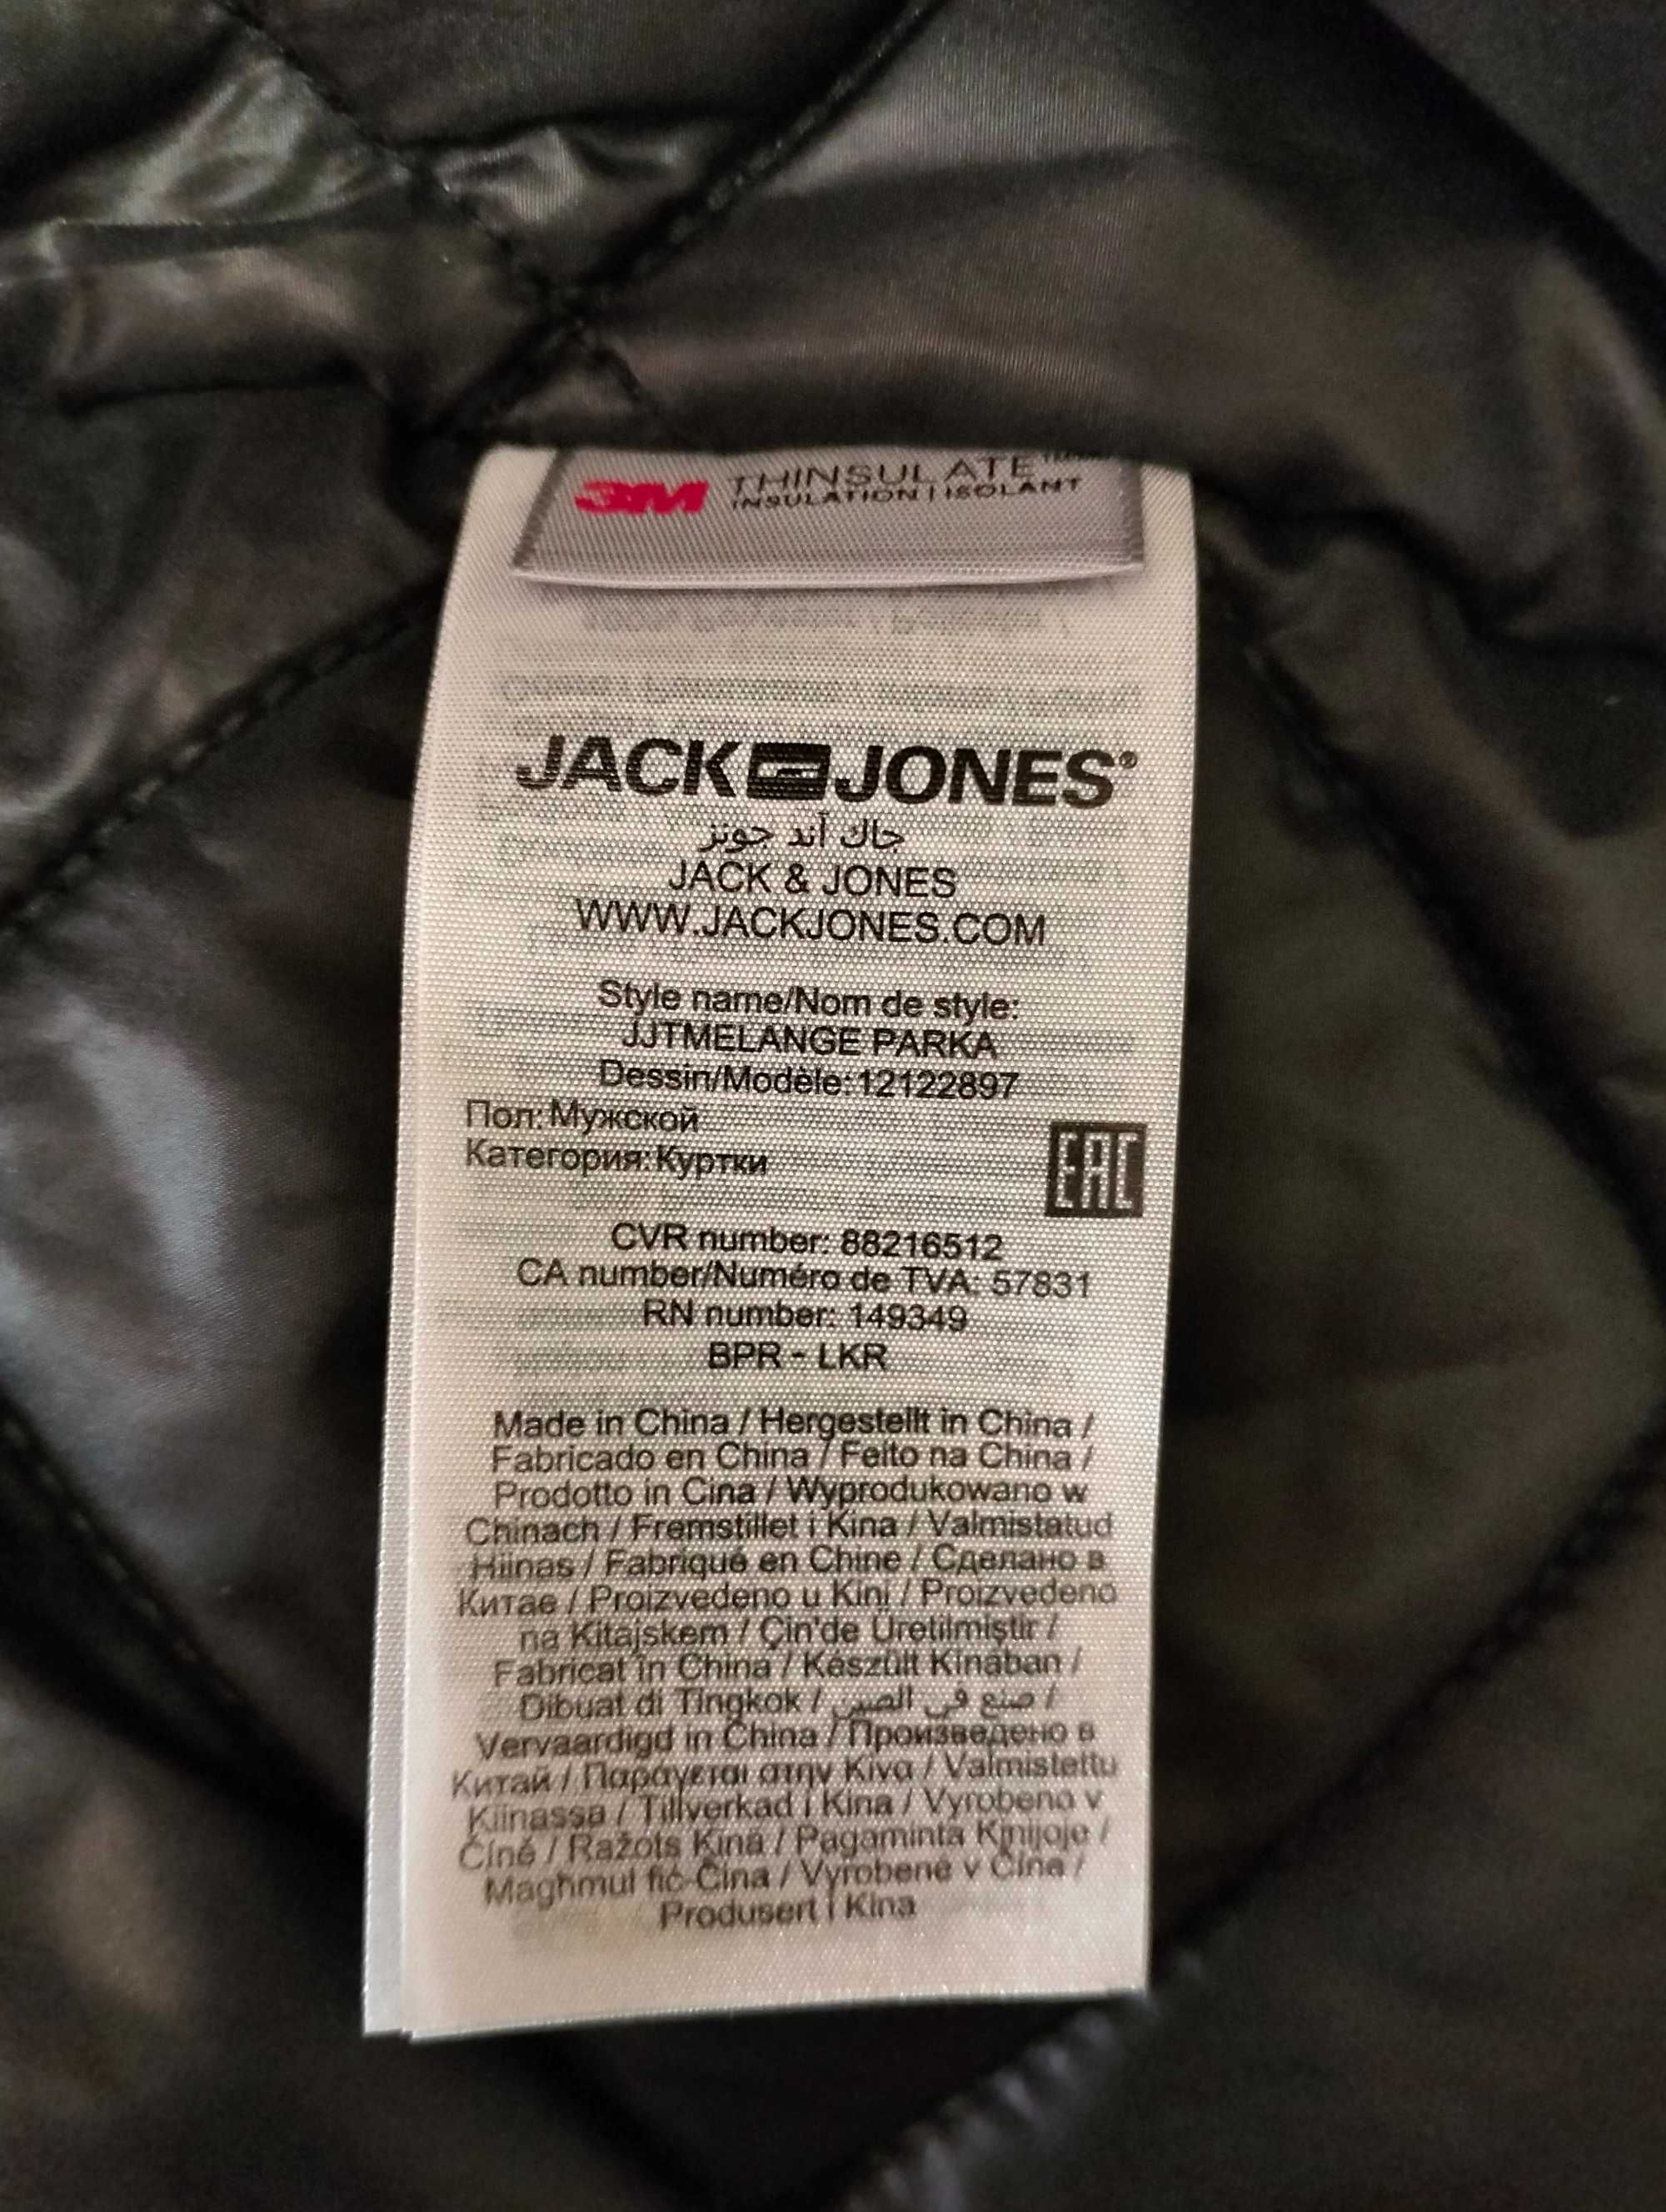 3M THINSULATE
INSULATION | ISOLANT
JACK JONES®
جاك آند جونز
JACK & JONES
WWW.JACKJONES.COM
Style name/Nom de style:
JJTMELANGE PARKA
Dessin/Modèle:12122897
Пол: Мужской
Категория: Куртки
EAC
CVR number: 88216512
CA number/Numéro de TVA: 57831
RN number: 149349
BPR - LKR
Made in China / Hergestellt in China /
Fabricado en China / Feito na China /
Prodotto in Cina / Wyprodukowano w
Chinach / Fremstillet i Kina / Valmistatud
Hiinas / Fabriqué en Chine / Сделано в
Китае / Proizvedeno u Kini / Proizvedeno
na Kitajskem / Çin'de Üretilmiştir /
Fabricat în China / Készült Kínában /
Dibuat di Tingkok / صنع في الصين /
Vervaardigd in China / Произведено в
Китай / Παράγεται στην Κίνα / Valmistettu
Kiinassa / Tillverkad i Kina / Vyrobeno v
Číně / Ražots Ķīnā / Pagaminta Kinijoje /
Magħmul fiċ-Ċina / Vyrobené v Číne /
Produsert i Kina